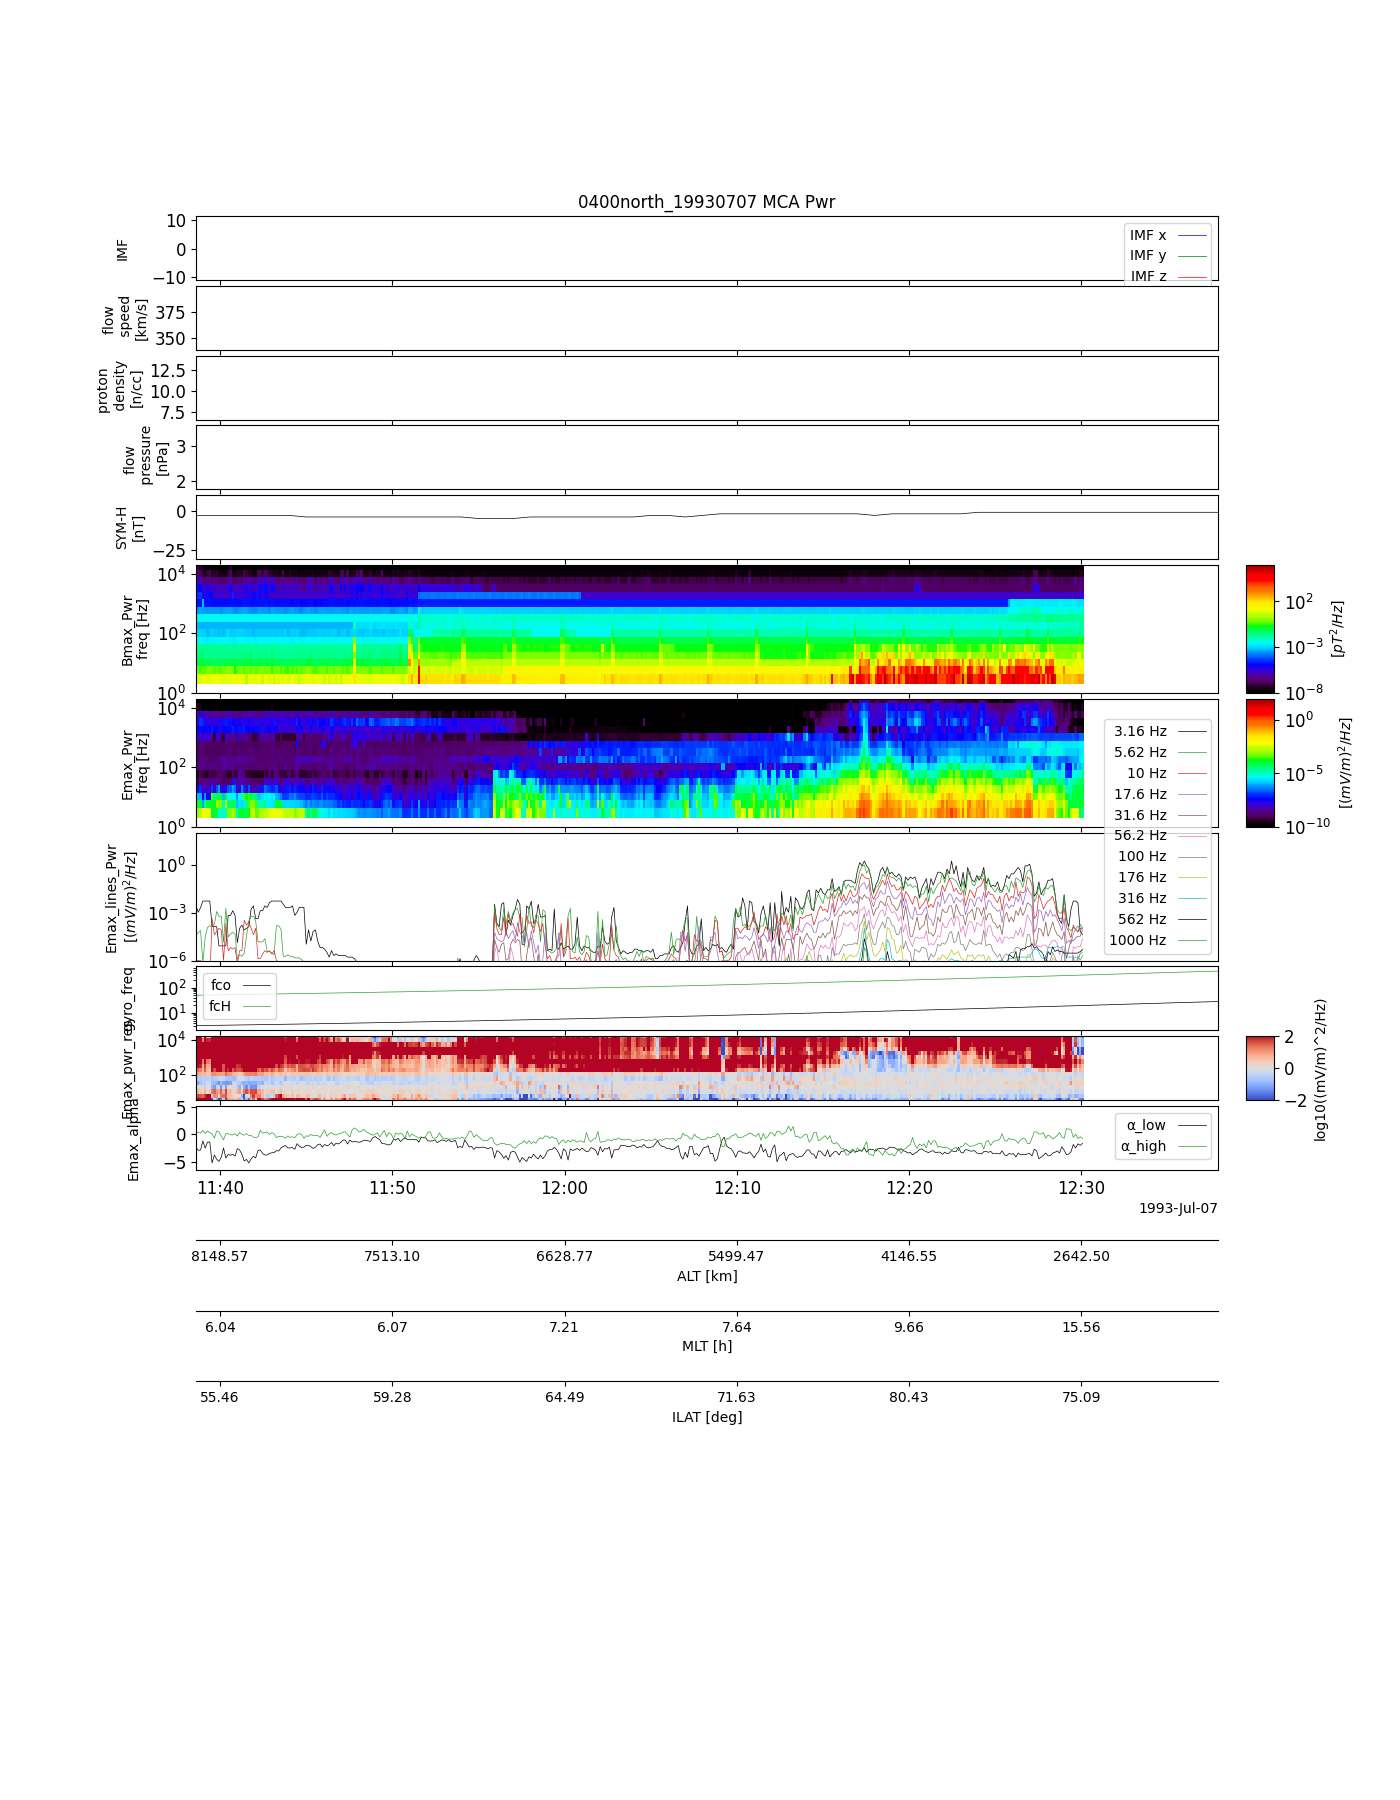 0400north_19930707 MCA Pwr
10
0
−10
IMF
IMF x
IMF y
IMF z
375
350
flow
speed
[km/s]
12.5
10.0
7.5
proton
density
[n/cc]
3
2
flow
pressure
[nPa]
0
−25
SYM-H
[nT]
10^4
10^2
10^0
Bmax_Pwr
freq [Hz]
10^2
10^−3
10^−8
[pT^2/Hz]
10^4
10^2
10^0
Emax_Pwr
freq [Hz]
10^0
10^−5
10^−10
[(mV/m)^2/Hz]
3.16 Hz
5.62 Hz
10 Hz
17.6 Hz
31.6 Hz
56.2 Hz
100 Hz
176 Hz
316 Hz
562 Hz
1000 Hz
10^0
10^−3
10^−6
Emax_lines_Pwr
[(mV/m)^2/Hz]
10^2
10^1
gyro_freq
fco
fcH
10^4
10^2
Emax_pwr_rel
2
0
−2
log10((mV/m)^2/Hz)
5
0
−5
Emax_alpha
α_low
α_high
11:40 11:50 12:00 12:10 12:20 12:30
1993-Jul-07
8148.57 7513.10 6628.77 5499.47 4146.55 2642.50
ALT [km]
6.04 6.07 7.21 7.64 9.66 15.56
MLT [h]
55.46 59.28 64.49 71.63 80.43 75.09
ILAT [deg]